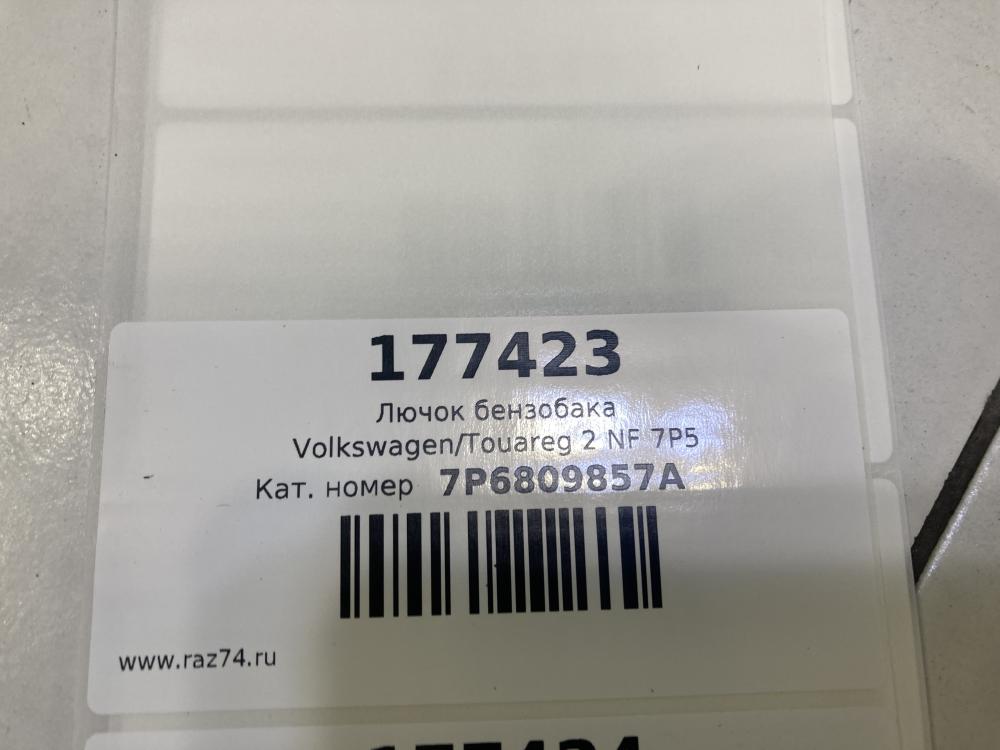 177423
Лючок бензобака
Volkswagen/Touareg 2 NF 7P5
Кат. номер 7P6809857A
www.raz74.ru